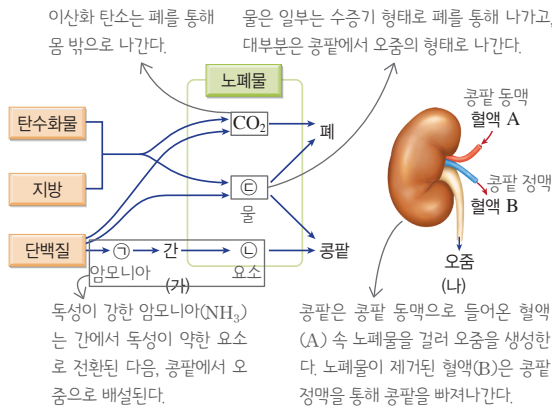 이산화 탄소는 폐를 통해
몸 밖으로 나간다.
물은 일부는 수증기 형태로 폐를 통해 나가고,
대부분은 콩팥에서 오줌의 형태로 나간다.
노폐물
탄수화물
지방
단백질
CO₂
㉢
물
폐
㉠
암모니아
간
㉡
요소
콩팥
(가)
콩팥 동맥
혈액 A
콩팥 정맥
혈액 B
오줌
(나)
독성이 강한 암모니아(NH₃)
는 간에서 독성이 약한 요소
로 전환된 다음, 콩팥에서 오
줌으로 배설된다.
콩팥은 콩팥 동맥으로 들어온 혈액
(A) 속 노폐물을 걸러 오줌을 생성한
다. 노폐물이 제거된 혈액(B)은 콩팥
정맥을 통해 콩팥을 빠져나간다.